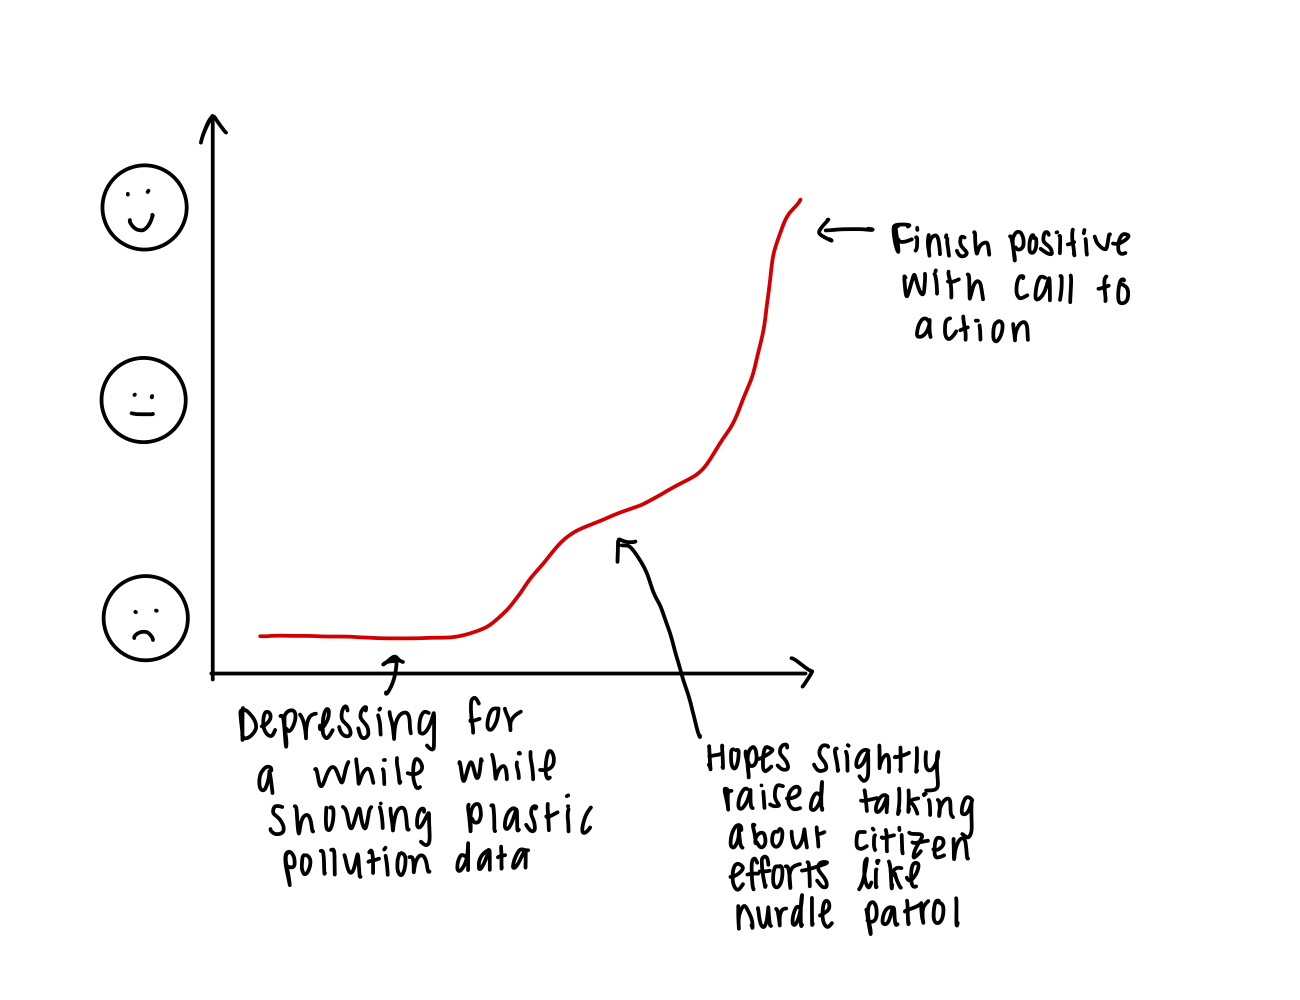 Finish positive
with call to
action
Depressing for
a while while
showing plastic
pollution data
Hopes slightly
raised talking
about citizen
efforts like
nurdle patrol